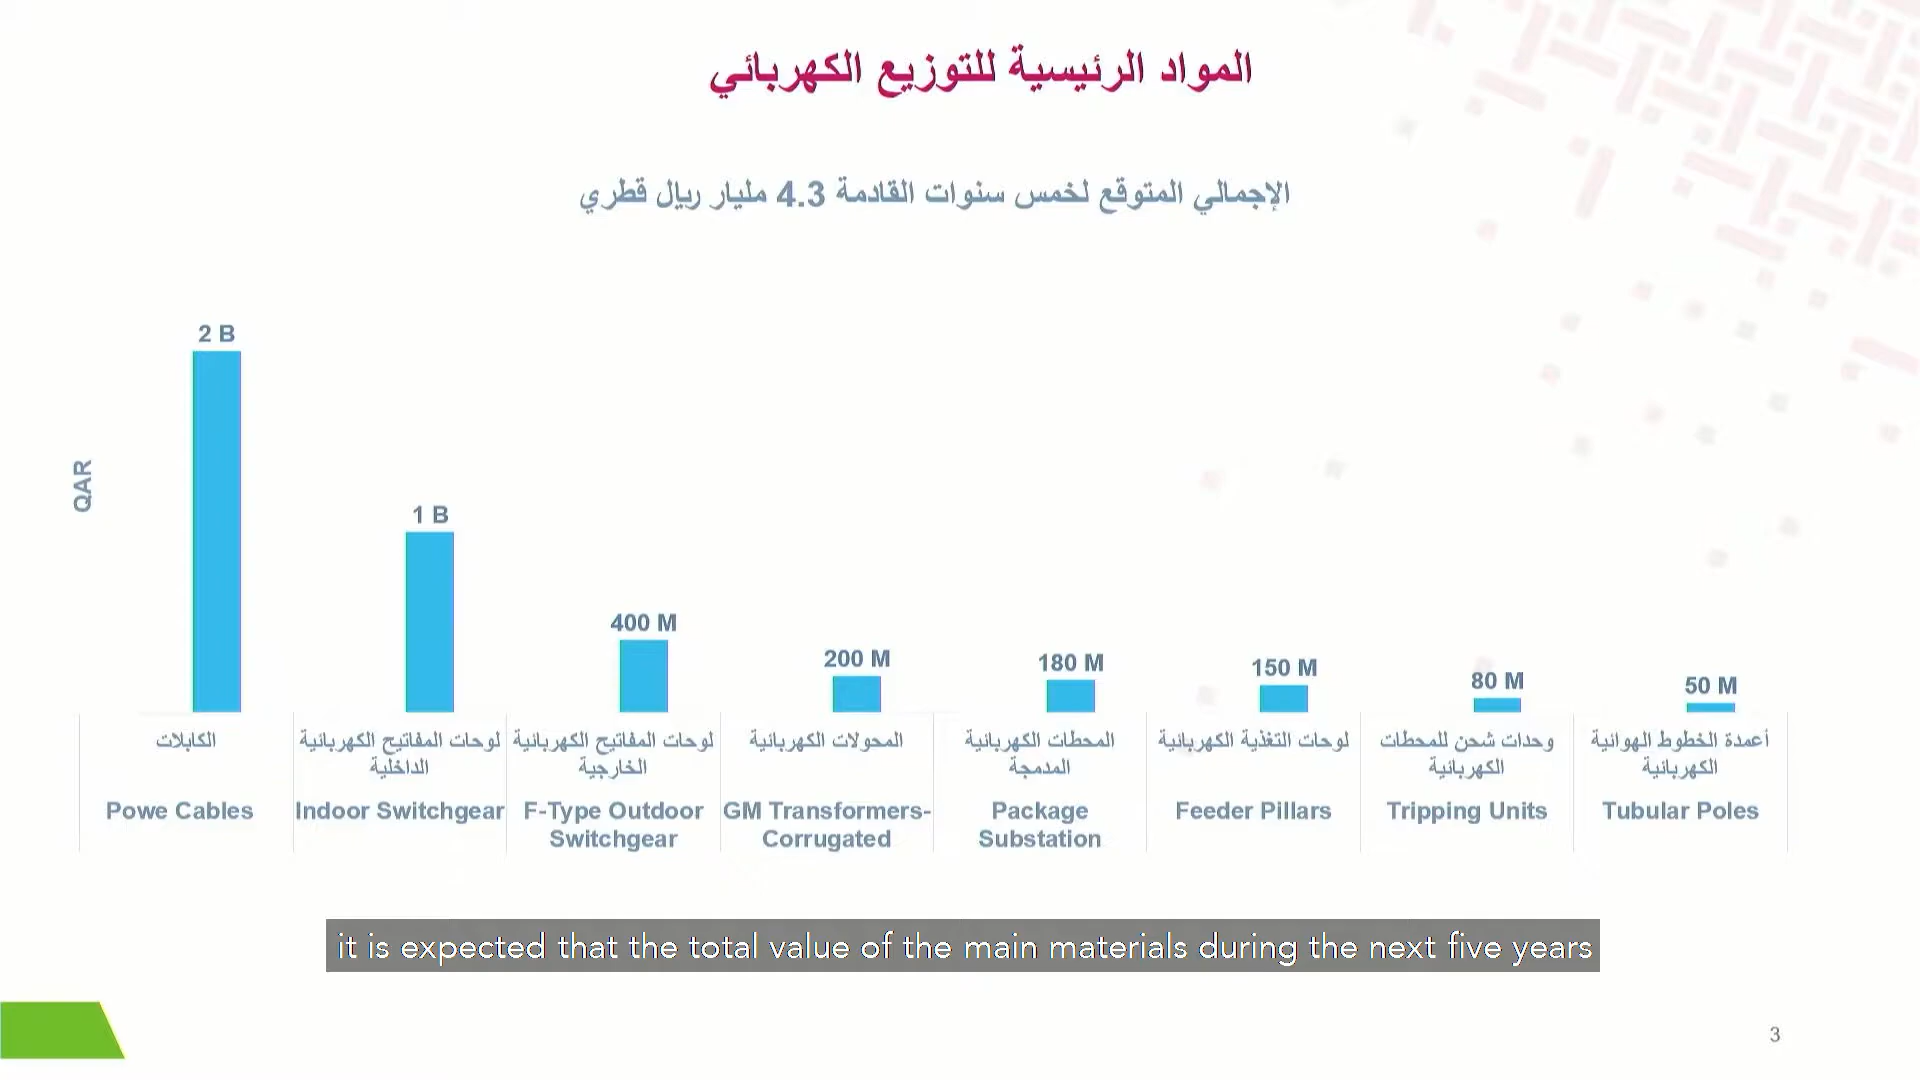 المواد الرئيسية للتوزيع الكهربائي
الإجمالي المتوقع لخمس سنوات القادمة 4.3 مليار ريال قطري
QAR
2 B
1 B
400 M
200 M
180 M
150 M
80 M
50 M
الكابلات
Powe Cables
لوحات المفاتيح الكهربائية
الداخلية
Indoor Switchgear
لوحات المفاتيح الكهربائية
الخارجية
F-Type Outdoor
Switchgear
المحولات الكهربائية
GM Transformers-
Corrugated
المحطات الكهربائية
المدمجة
Package
Substation
لوحات التغذية الكهربائية
Feeder Pillars
وحدات شحن للمحطات
الكهربائية
Tripping Units
أعمدة الخطوط الهوائية
الكهربائية
Tubular Poles
it is expected that the total value of the main materials during the next five years
3